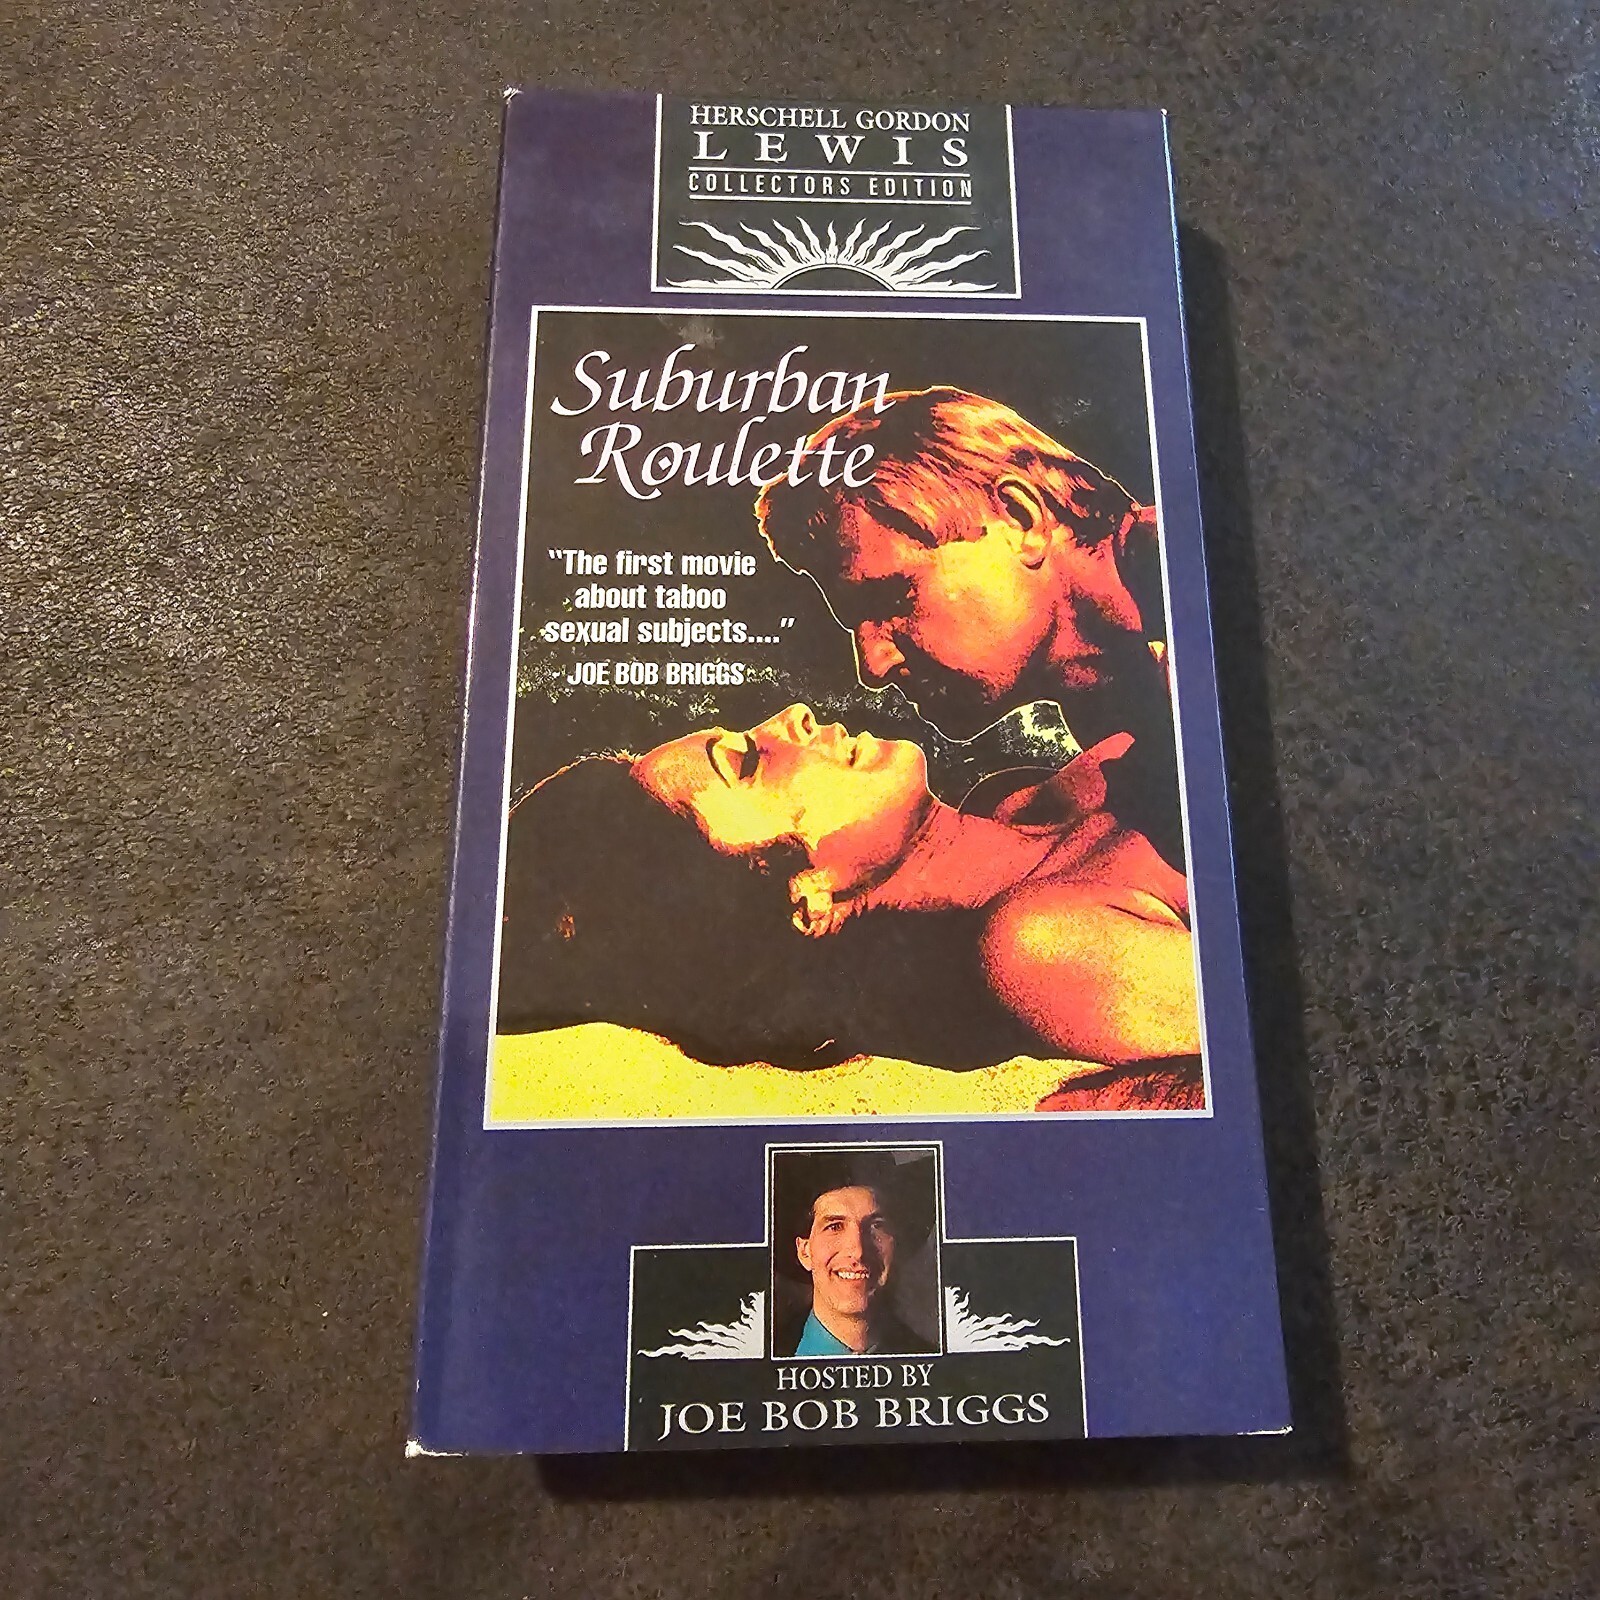 HERSCHELL GORDON
LEWIS
COLLECTORS EDITION
Suburban
Roulette
"The first movie
about taboo
sexual subjects...."
- JOE BOB BRIGGS
HOSTED BY
JOE BOB BRIGGS